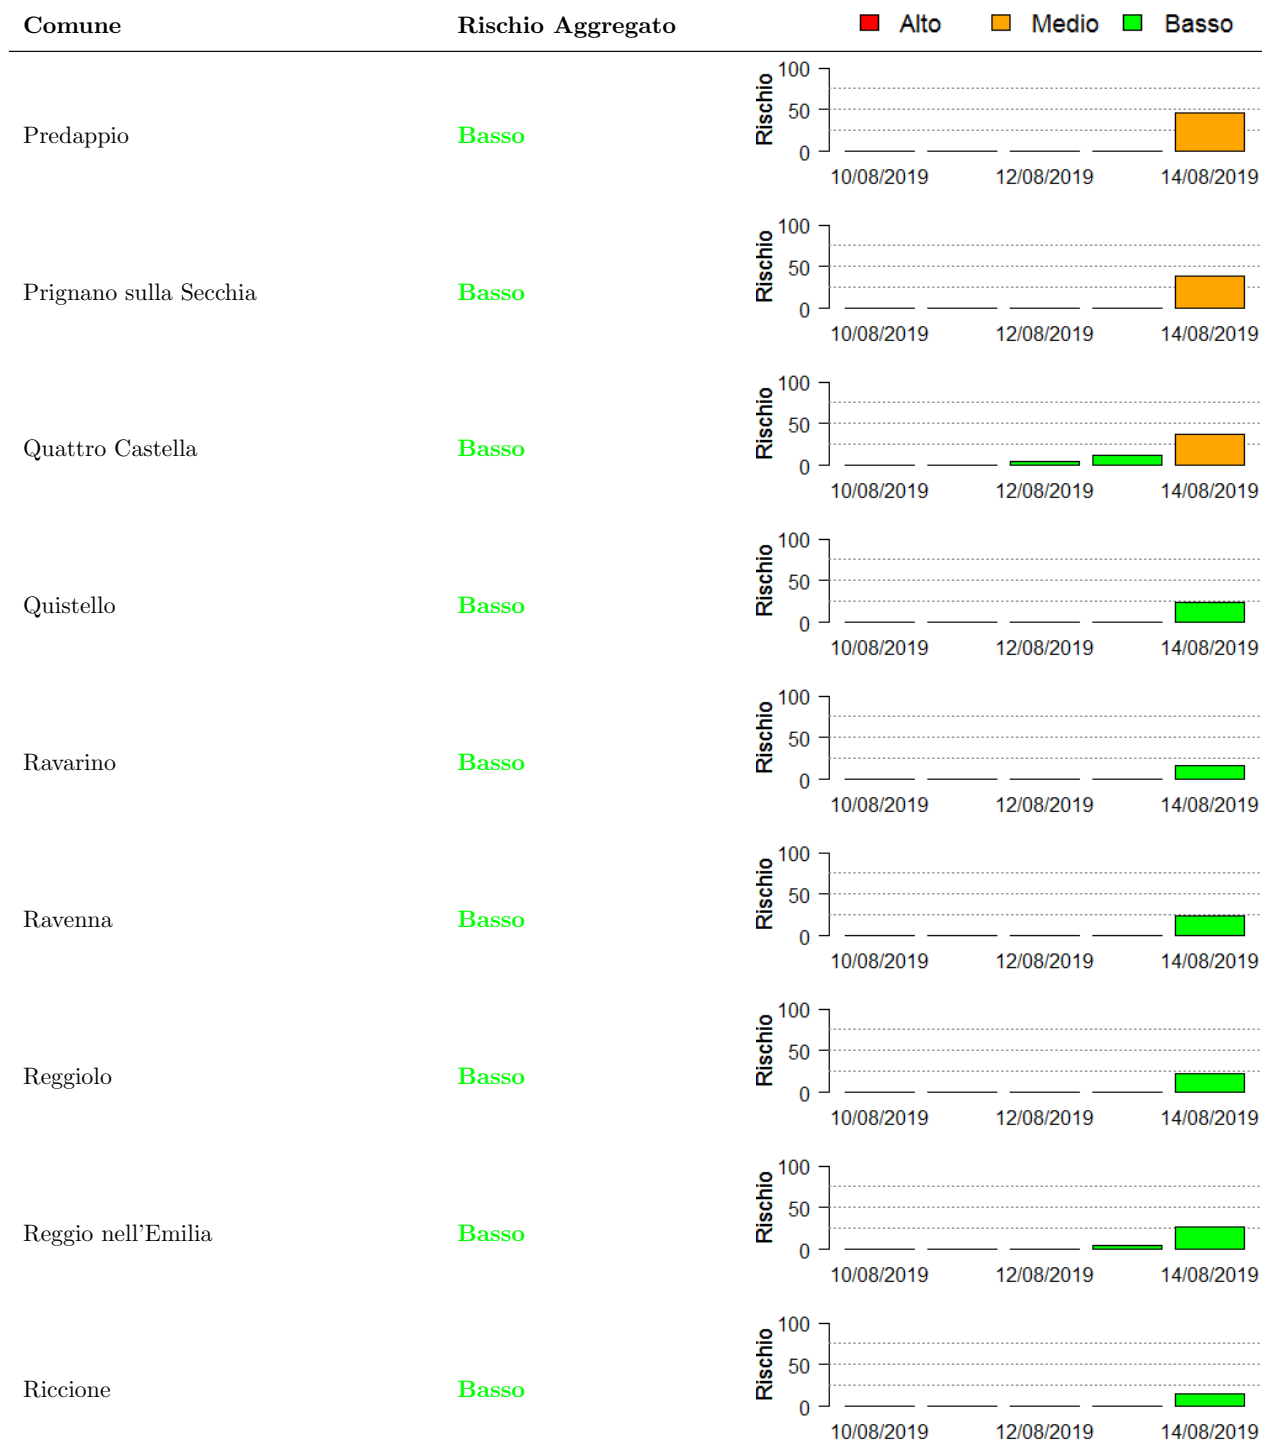 Comune Rischio Aggregato Alto Medio Basso
Predappio Basso
Rischio
100
50
0
10/08/2019 12/08/2019 14/08/2019
Prignano sulla Secchia Basso
Rischio
100
50
0
10/08/2019 12/08/2019 14/08/2019
Quattro Castella Basso
Rischio
100
50
0
10/08/2019 12/08/2019 14/08/2019
Quistello Basso
Rischio
100
50
0
10/08/2019 12/08/2019 14/08/2019
Ravarino Basso
Rischio
100
50
0
10/08/2019 12/08/2019 14/08/2019
Ravenna Basso
Rischio
100
50
0
10/08/2019 12/08/2019 14/08/2019
Reggiolo Basso
Rischio
100
50
0
10/08/2019 12/08/2019 14/08/2019
Reggio nell'Emilia Basso
Rischio
100
50
0
10/08/2019 12/08/2019 14/08/2019
Riccione Basso
Rischio
100
50
0
10/08/2019 12/08/2019 14/08/2019